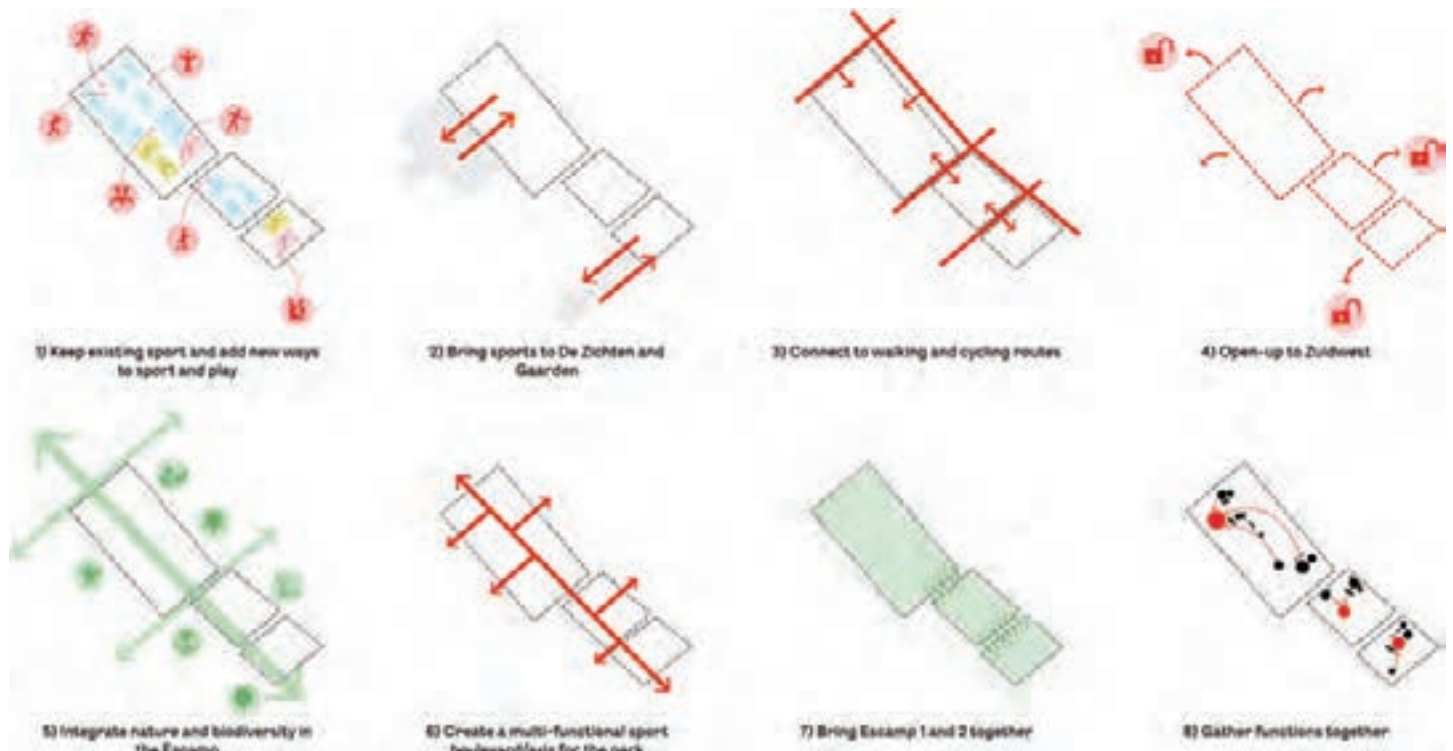 1) Keep existing sport and add new ways
to sport and play
2) Bring sports to De Zichten and
Gaarden
3) Connect to walking and cycling routes
4) Open-up to Zuidwest
5) Integrate nature and biodiversity in
the Escamp
6) Create a multi-functional sport
boulevard/axis for the park
7) Bring Escamp 1 and 2 together
8) Gather functions together